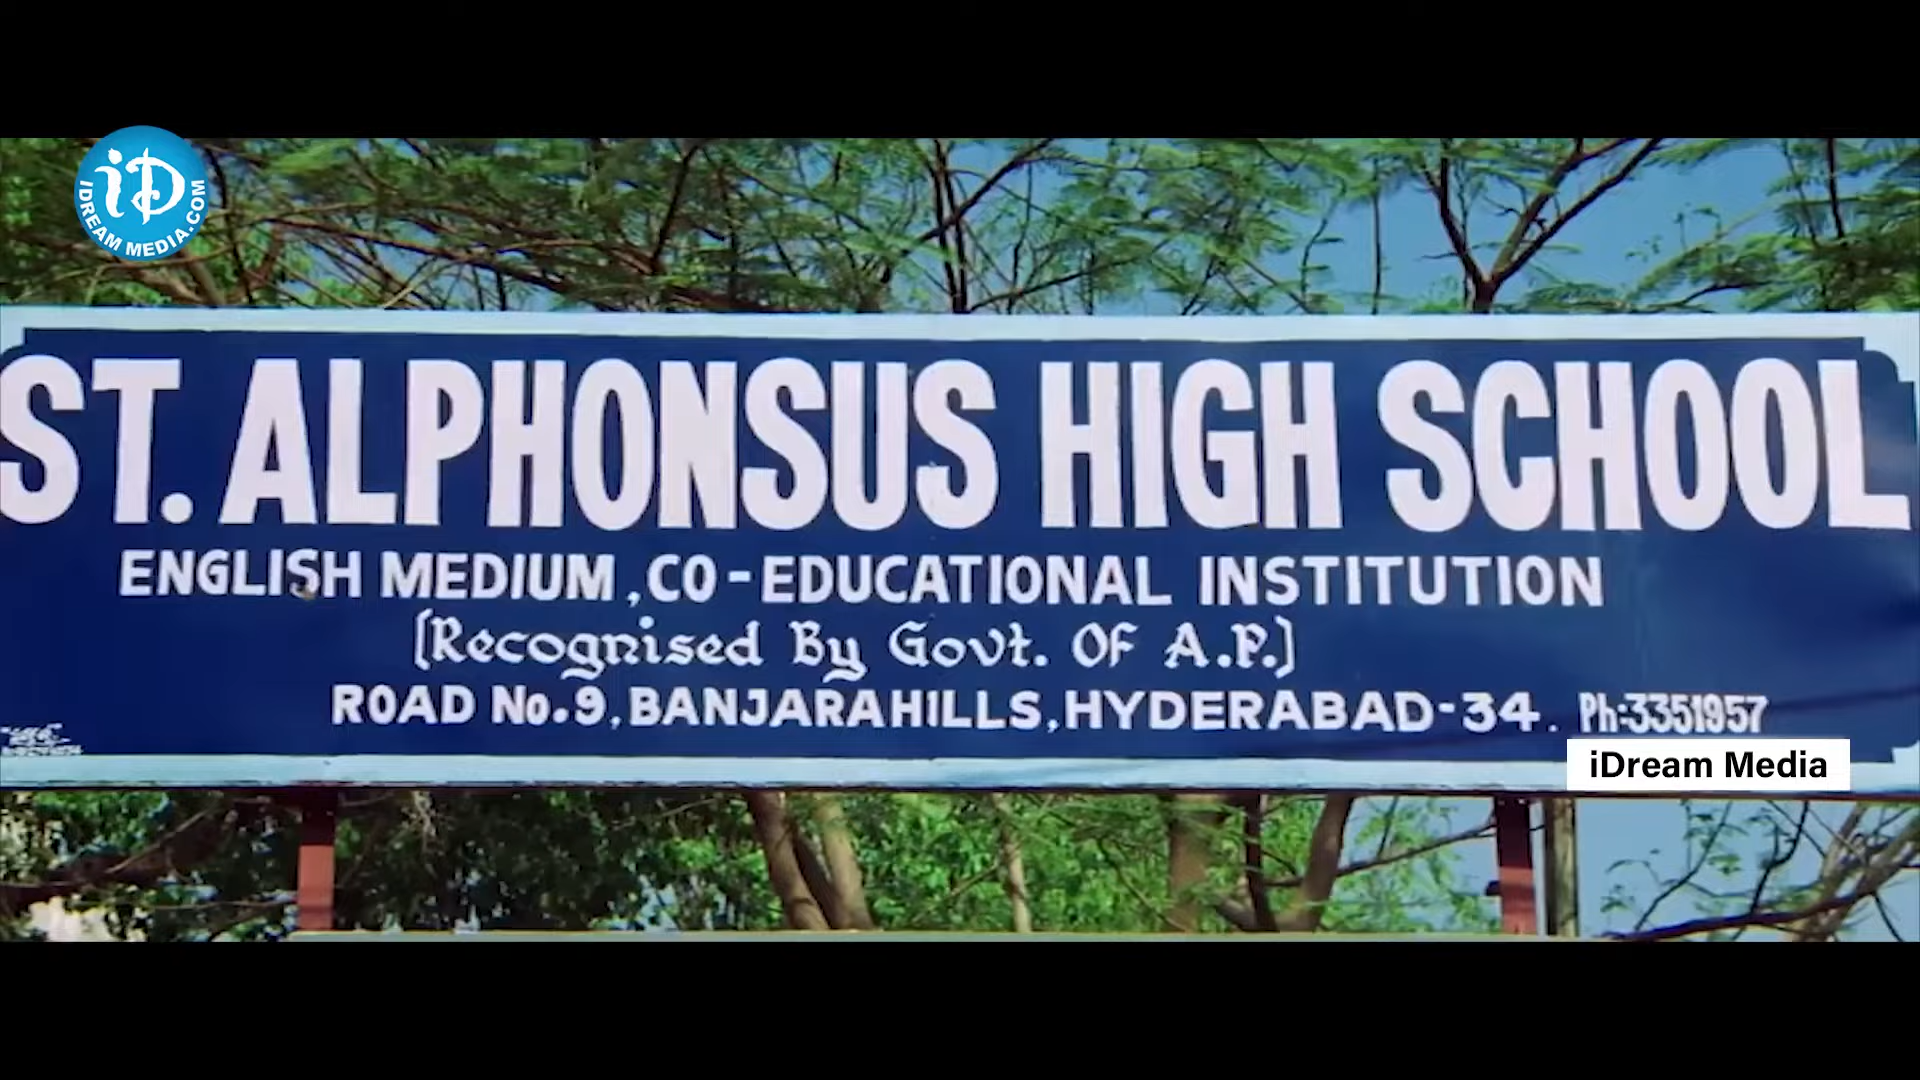 iD
IDREAM MEDIA.COM
ST. ALPHONSUS HIGH SCHOOL
ENGLISH MEDIUM, CO-EDUCATIONAL INSTITUTION
(Recognised By Govt. Of A.P.)
ROAD No.9, BANJARAHILLS, HYDERABAD-34. Ph:3351957
iDream Media